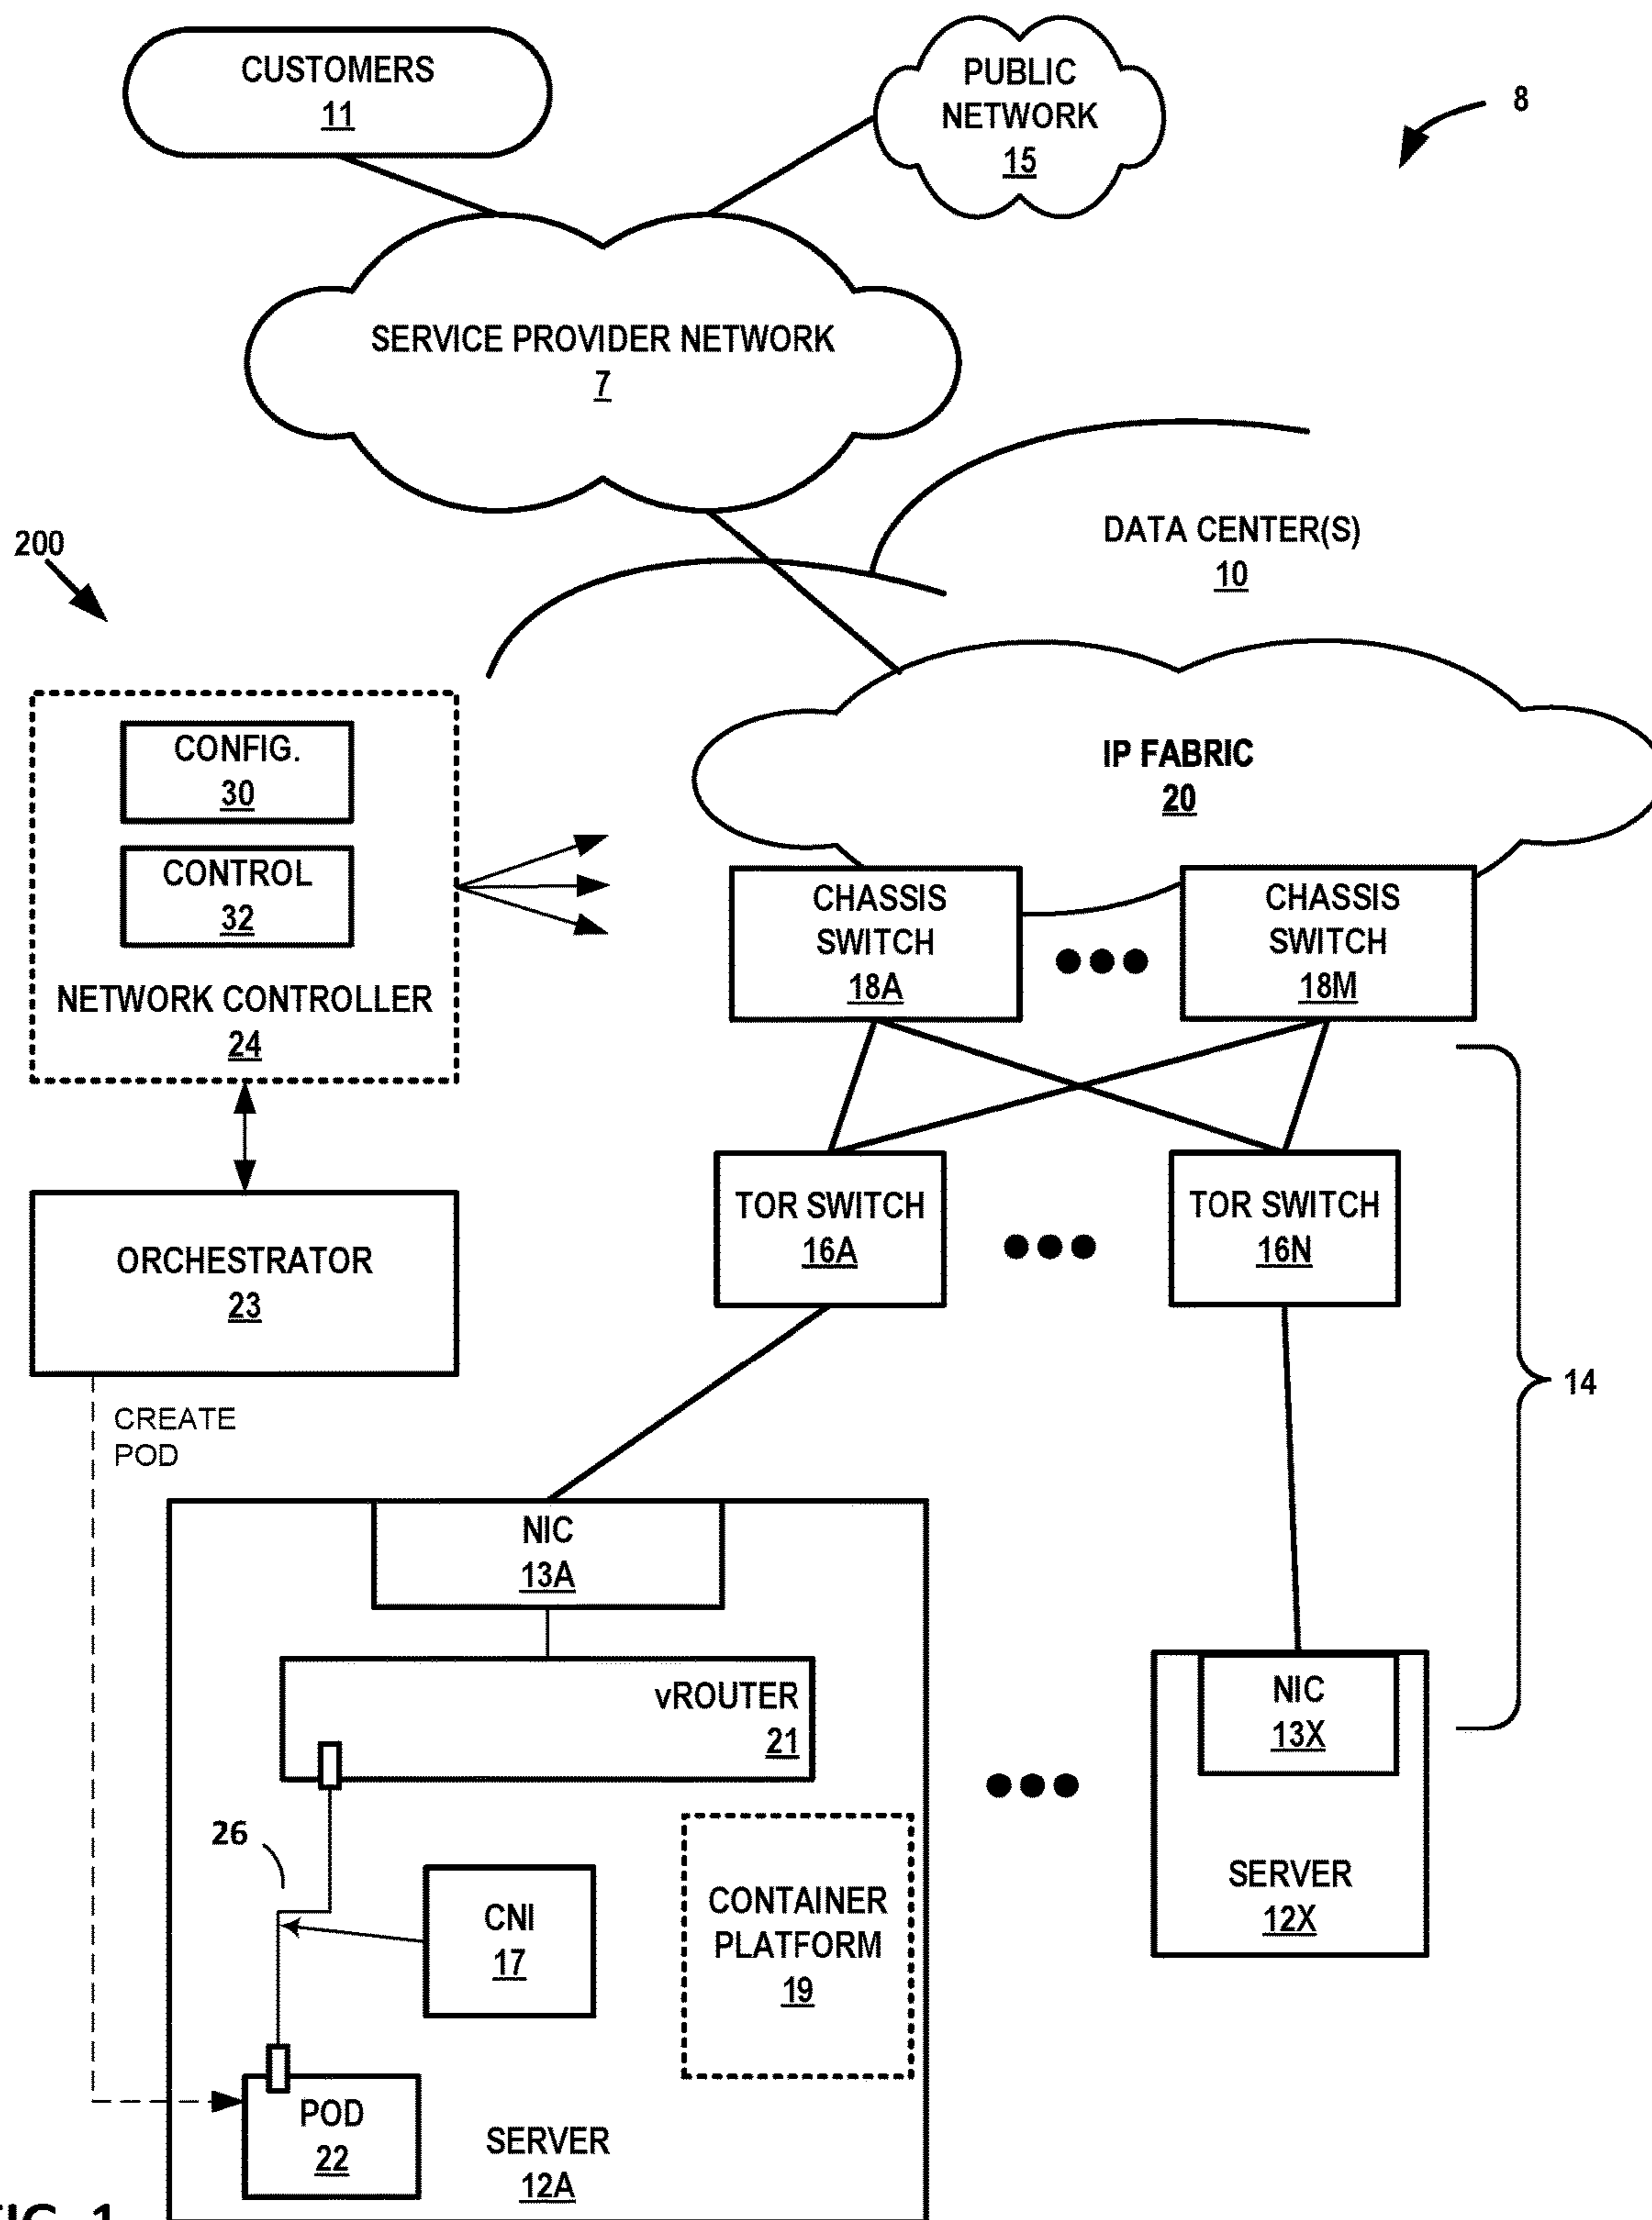 CUSTOMERS
11
PUBLIC
NETWORK
15
8
SERVICE PROVIDER NETWORK
7
DATA CENTER(S)
10
200
CONFIG.
30
CONTROL
32
NETWORK CONTROLLER
24
IP FABRIC
20
CHASSIS
SWITCH
18A
CHASSIS
SWITCH
18M
TOR SWITCH
16A
TOR SWITCH
16N
ORCHESTRATOR
23
14
CREATE
POD
NIC
13A
vROUTER
21
NIC
13X
SERVER
12X
26
CNI
17
CONTAINER
PLATFORM
19
POD
22
SERVER
12A